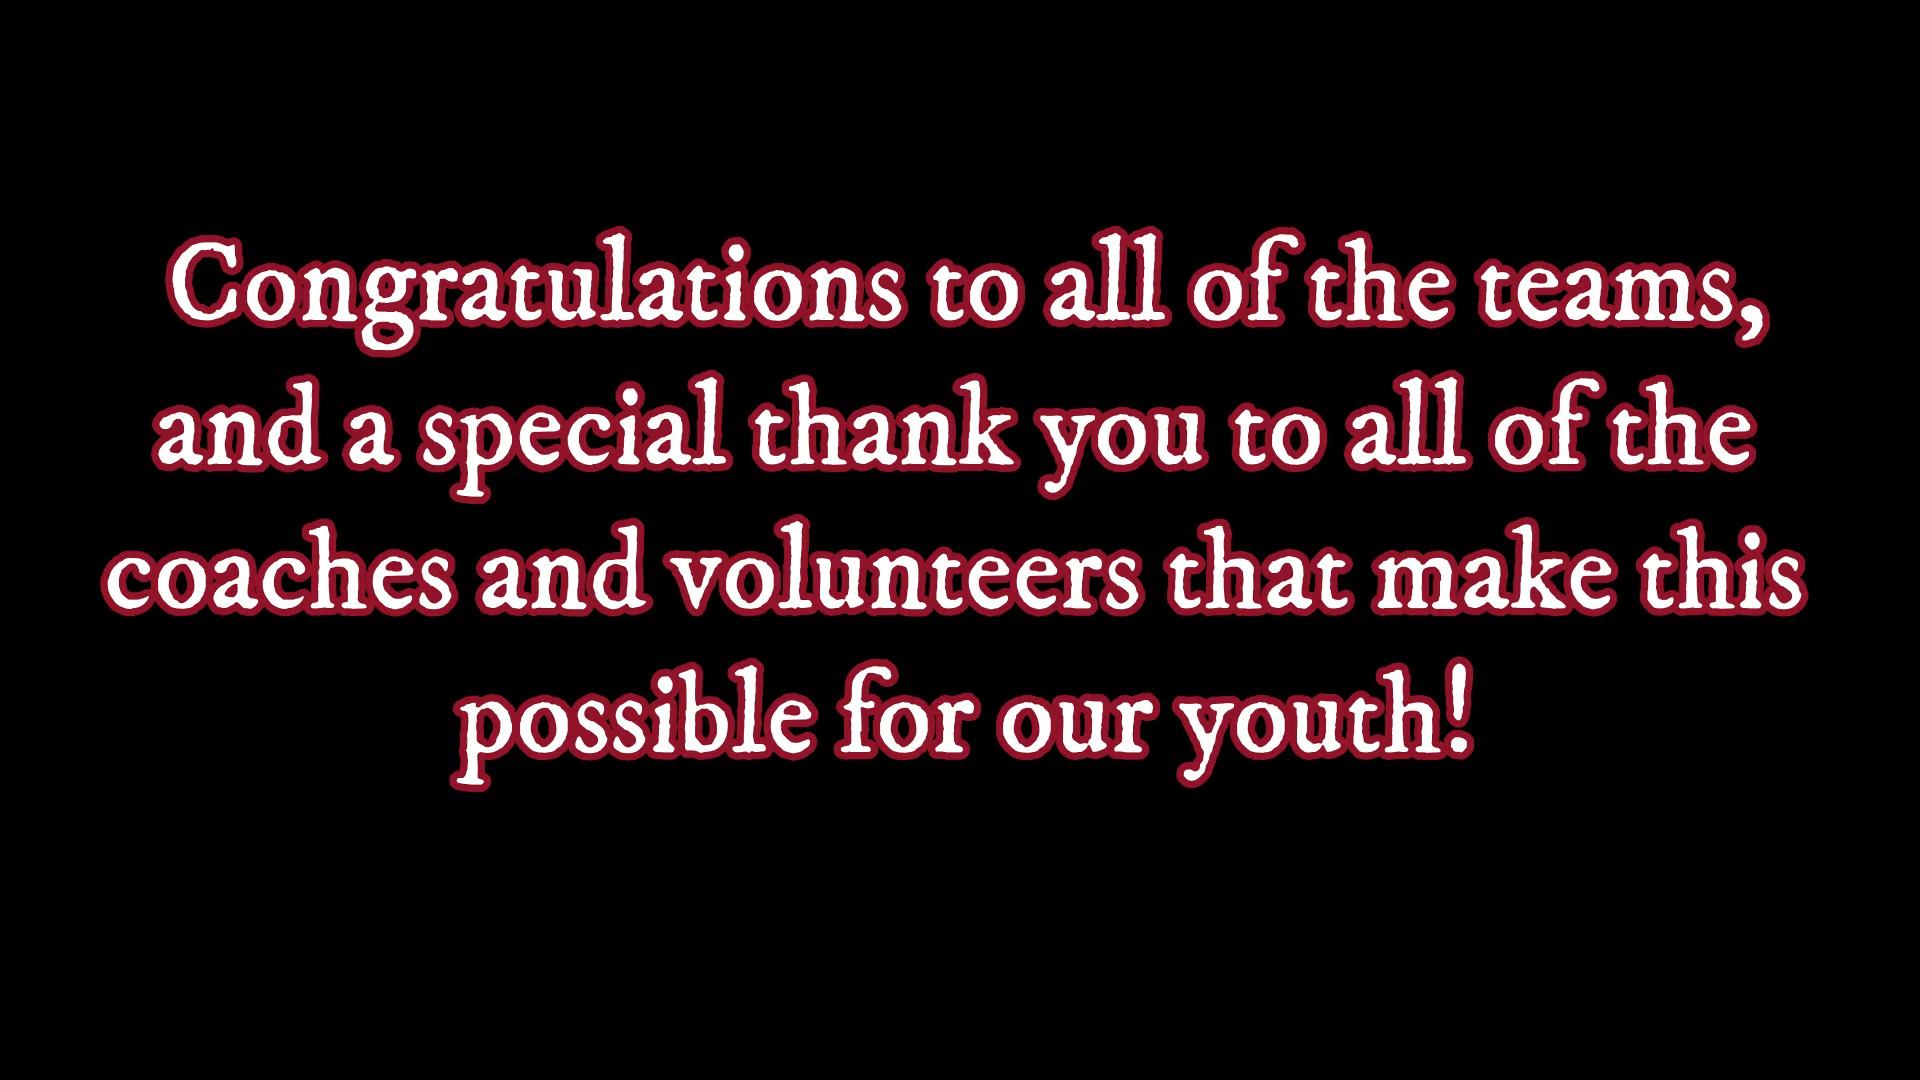 Congratulations to all of the teams,
and a special thank you to all of the
coaches and volunteers that make this
possible for our youth!